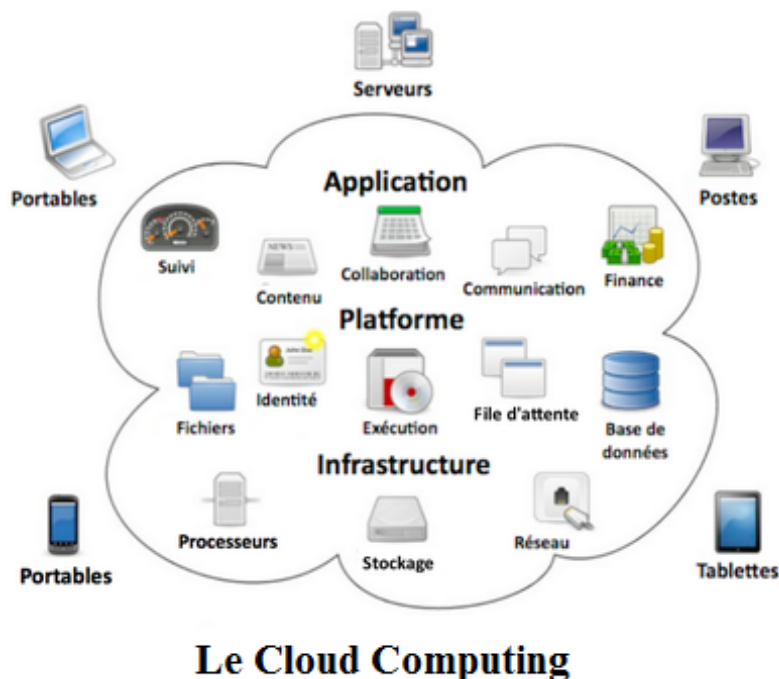 Serveurs
Portables
Postes
Application
Suivi
NEWS
Contenu
Collaboration
Communication
Finance
Platforme
Fichiers
Identité
Exécution
File d'attente
Base de
données
Infrastructure
Processeurs
Stockage
Réseau
Portables
Tablettes
Le Cloud Computing